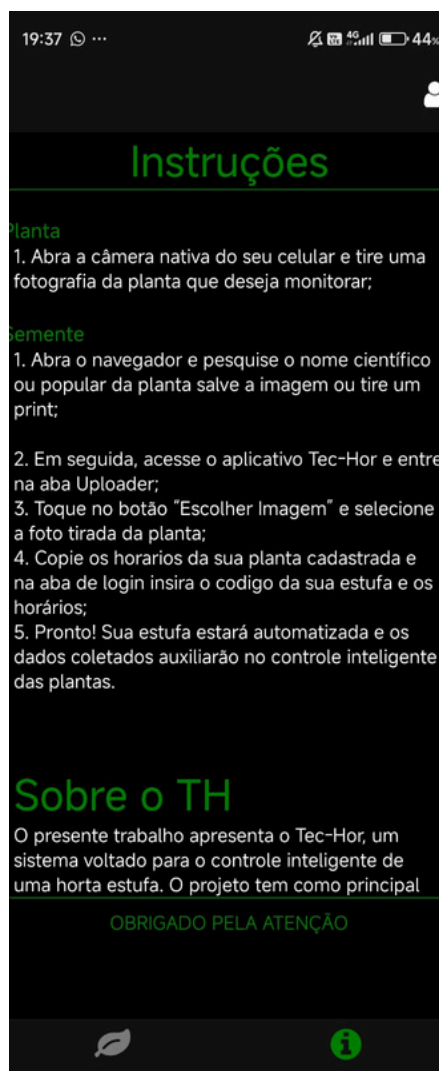 19:37 ...
4G 44%
Instruções
Planta
1. Abra a câmera nativa do seu celular e tire uma
fotografia da planta que deseja monitorar;
Semente
1. Abra o navegador e pesquise o nome científico
ou popular da planta salve a imagem ou tire um
print;
2. Em seguida, acesse o aplicativo Tec-Hor e entre
na aba Uploader;
3. Toque no botão "Escolher Imagem" e selecione
a foto tirada da planta;
4. Copie os horarios da sua planta cadastrada e
na aba de login insira o codigo da sua estufa e os
horários;
5. Pronto! Sua estufa estará automatizada e os
dados coletados auxiliarão no controle inteligente
das plantas.
Sobre o TH
O presente trabalho apresenta o Tec-Hor, um
sistema voltado para o controle inteligente de
uma horta estufa. O projeto tem como principal
OBRIGADO PELA ATENÇÃO